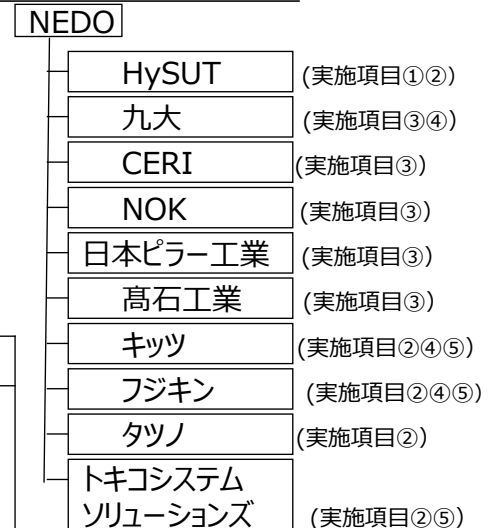 NEDO
HySUT (実施項目①②)
九大 (実施項目③④)
CERI (実施項目③)
NOK (実施項目③)
日本ピラー工業 (実施項目③)
髙石工業 (実施項目③)
キッツ (実施項目②④⑤)
フジキン (実施項目②④⑤)
タツノ (実施項目②)
トキコシステム
ソリューションズ (実施項目②⑤)